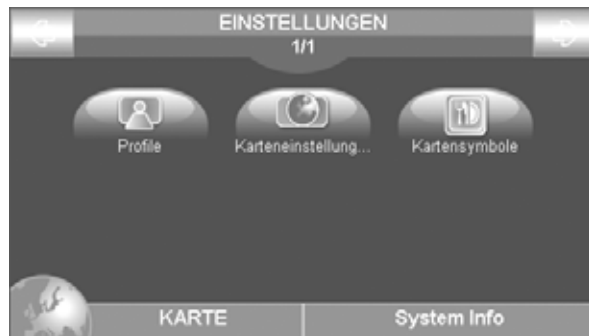 EINSTELLUNGEN
1/1
Profile Karteneinstellung... Kartensymbole
KARTE System Info